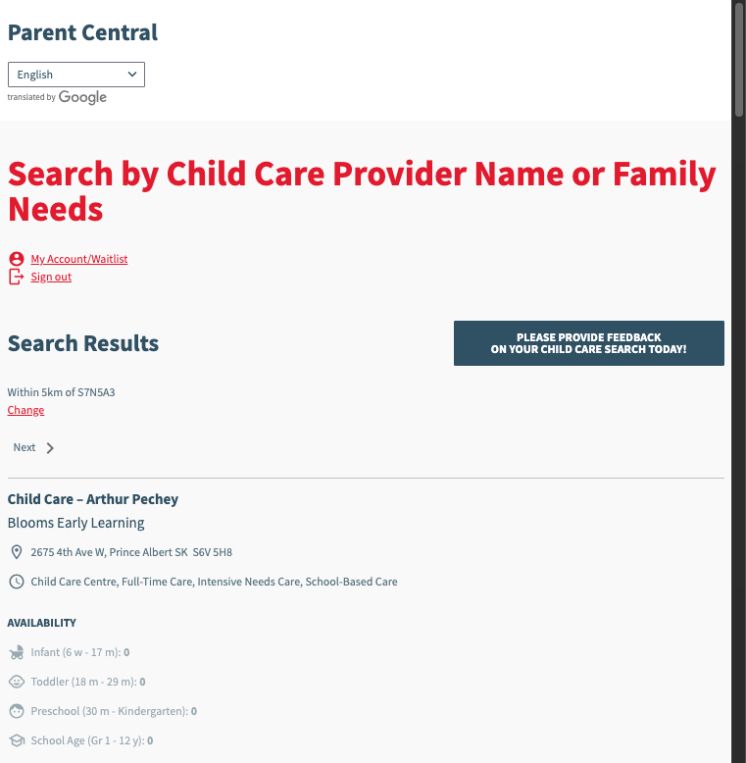 Parent Central
English
translated by Google
Search by Child Care Provider Name or Family
Needs
My Account/Waitlist
Sign out
Search Results
PLEASE PROVIDE FEEDBACK
ON YOUR CHILD CARE SEARCH TODAY!
Within 5km of S7N5A3
Change
Next
Child Care – Arthur Pechey
Blooms Early Learning
2675 4th Ave W, Prince Albert SK  S6V 5H8
Child Care Centre, Full-Time Care, Intensive Needs Care, School-Based Care
AVAILABILITY
Infant (6 w - 17 m): 0
Toddler (18 m - 29 m): 0
Preschool (30 m - Kindergarten): 0
School Age (Gr 1 - 12 y): 0